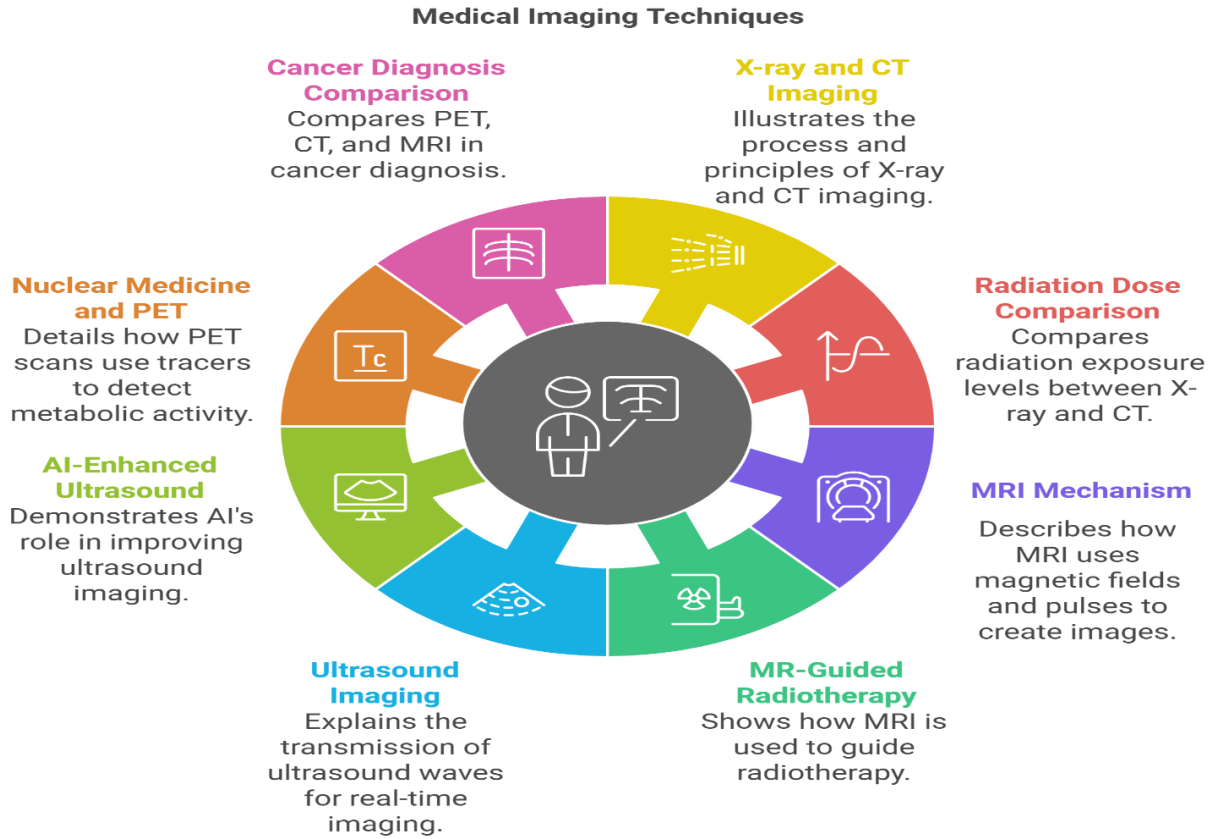 Medical Imaging Techniques
Cancer Diagnosis
Comparison
Compares PET,
CT, and MRI in
cancer diagnosis.
X-ray and CT
Imaging
Illustrates the
process and
principles of X-ray
and CT imaging.
Nuclear Medicine
and PET
Details how PET
scans use tracers
to detect
metabolic activity.
Tc
Radiation Dose
Comparison
Compares
radiation exposure
levels between X-
ray and CT.
AI-Enhanced
Ultrasound
Demonstrates AI's
role in improving
ultrasound
imaging.
MRI Mechanism
Describes how
MRI uses
magnetic fields
and pulses to
create images.
Ultrasound
Imaging
Explains the
transmission of
ultrasound waves
for real-time
imaging.
MR-Guided
Radiotherapy
Shows how MRI is
used to guide
radiotherapy.